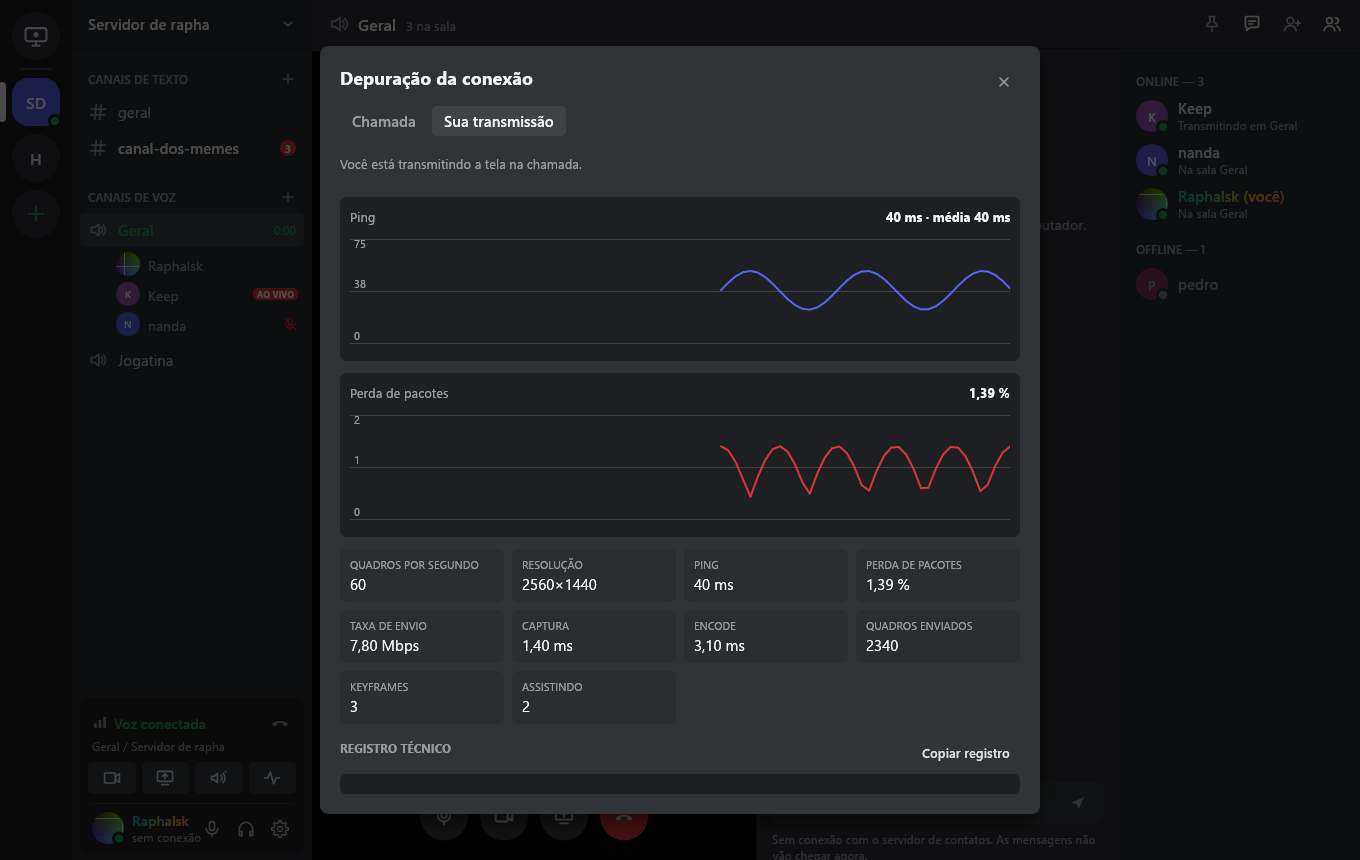 Servidor de rapha
Geral 3 na sala
Depuração da conexão
Chamada
Sua transmissão
Você está transmitindo a tela na chamada.
Ping
40 ms · média 40 ms
75
38
0
Perda de pacotes
1,39 %
2
1
0
QUADROS POR SEGUNDO
60
RESOLUÇÃO
2560×1440
PING
40 ms
PERDA DE PACOTES
1,39 %
TAXA DE ENVIO
7,80 Mbps
CAPTURA
1,40 ms
ENCODE
3,10 ms
QUADROS ENVIADOS
2340
KEYFRAMES
3
ASSISTINDO
2
REGISTRO TÉCNICO
Copiar registro
SD
H
CANAIS DE TEXTO
geral
canal-dos-memes
3
CANAIS DE VOZ
Geral
0:00
Raphalsk
K
Keep
AO VIVO
N
nanda
Jogatina
Voz conectada
Geral / Servidor de rapha
Raphalsk
sem conexão
ONLINE — 3
K
Keep
Transmitindo em Geral
N
nanda
Na sala Geral
Raphalsk (você)
Na sala Geral
OFFLINE — 1
P
pedro
Sem conexão com o servidor de contatos. As mensagens não
vão chegar agora.